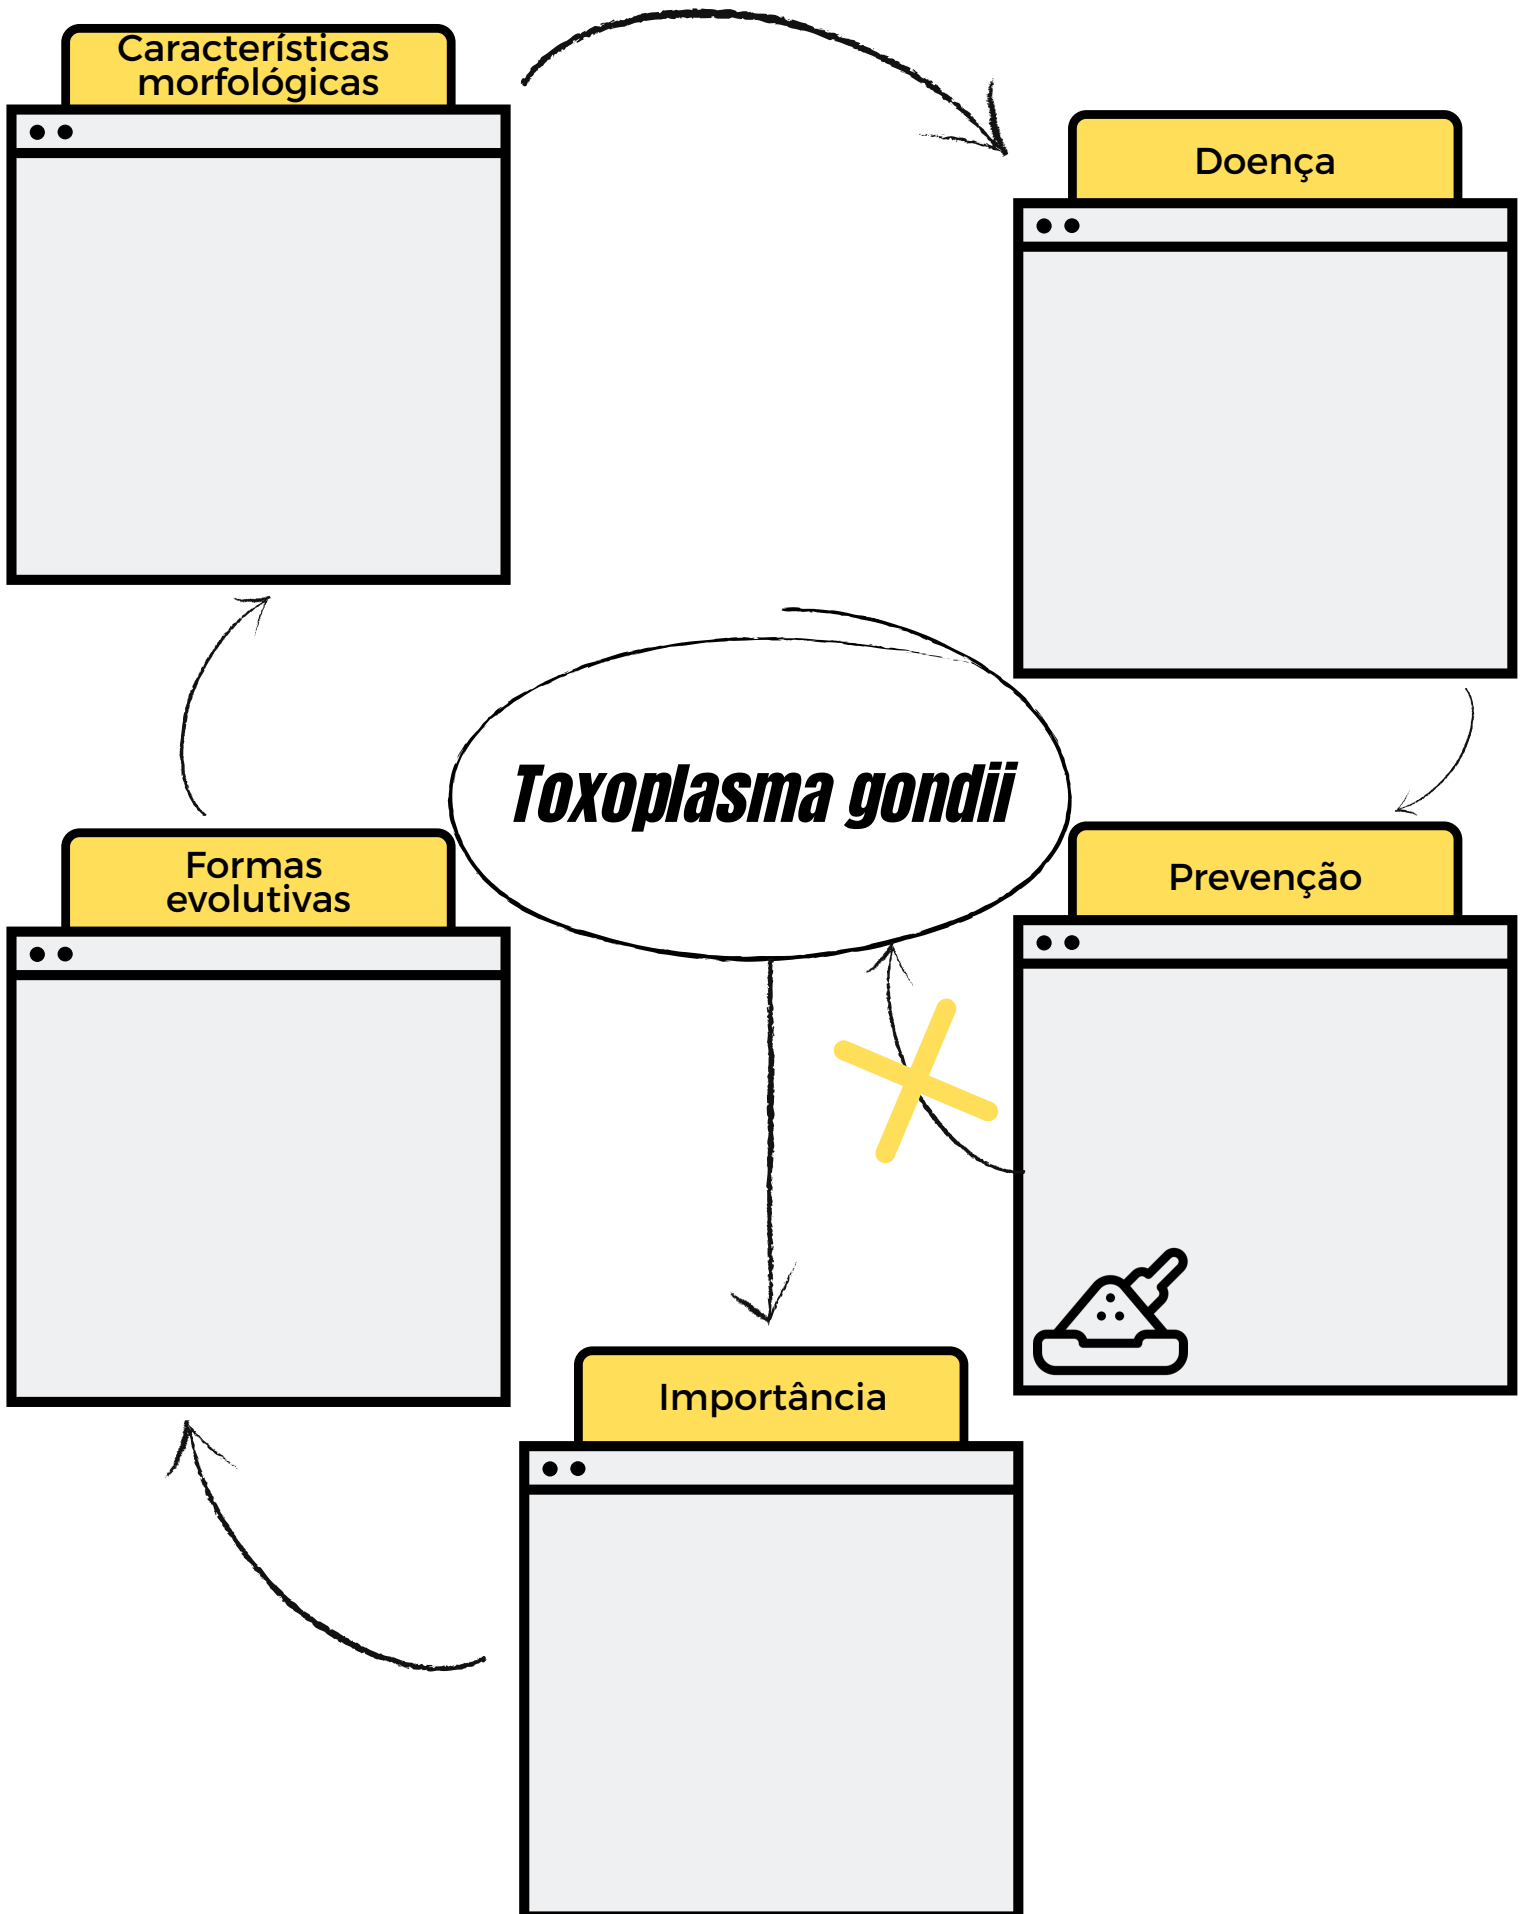 Características
morfológicas
Doença
Toxoplasma gondii
Formas
evolutivas
Prevenção
Importância